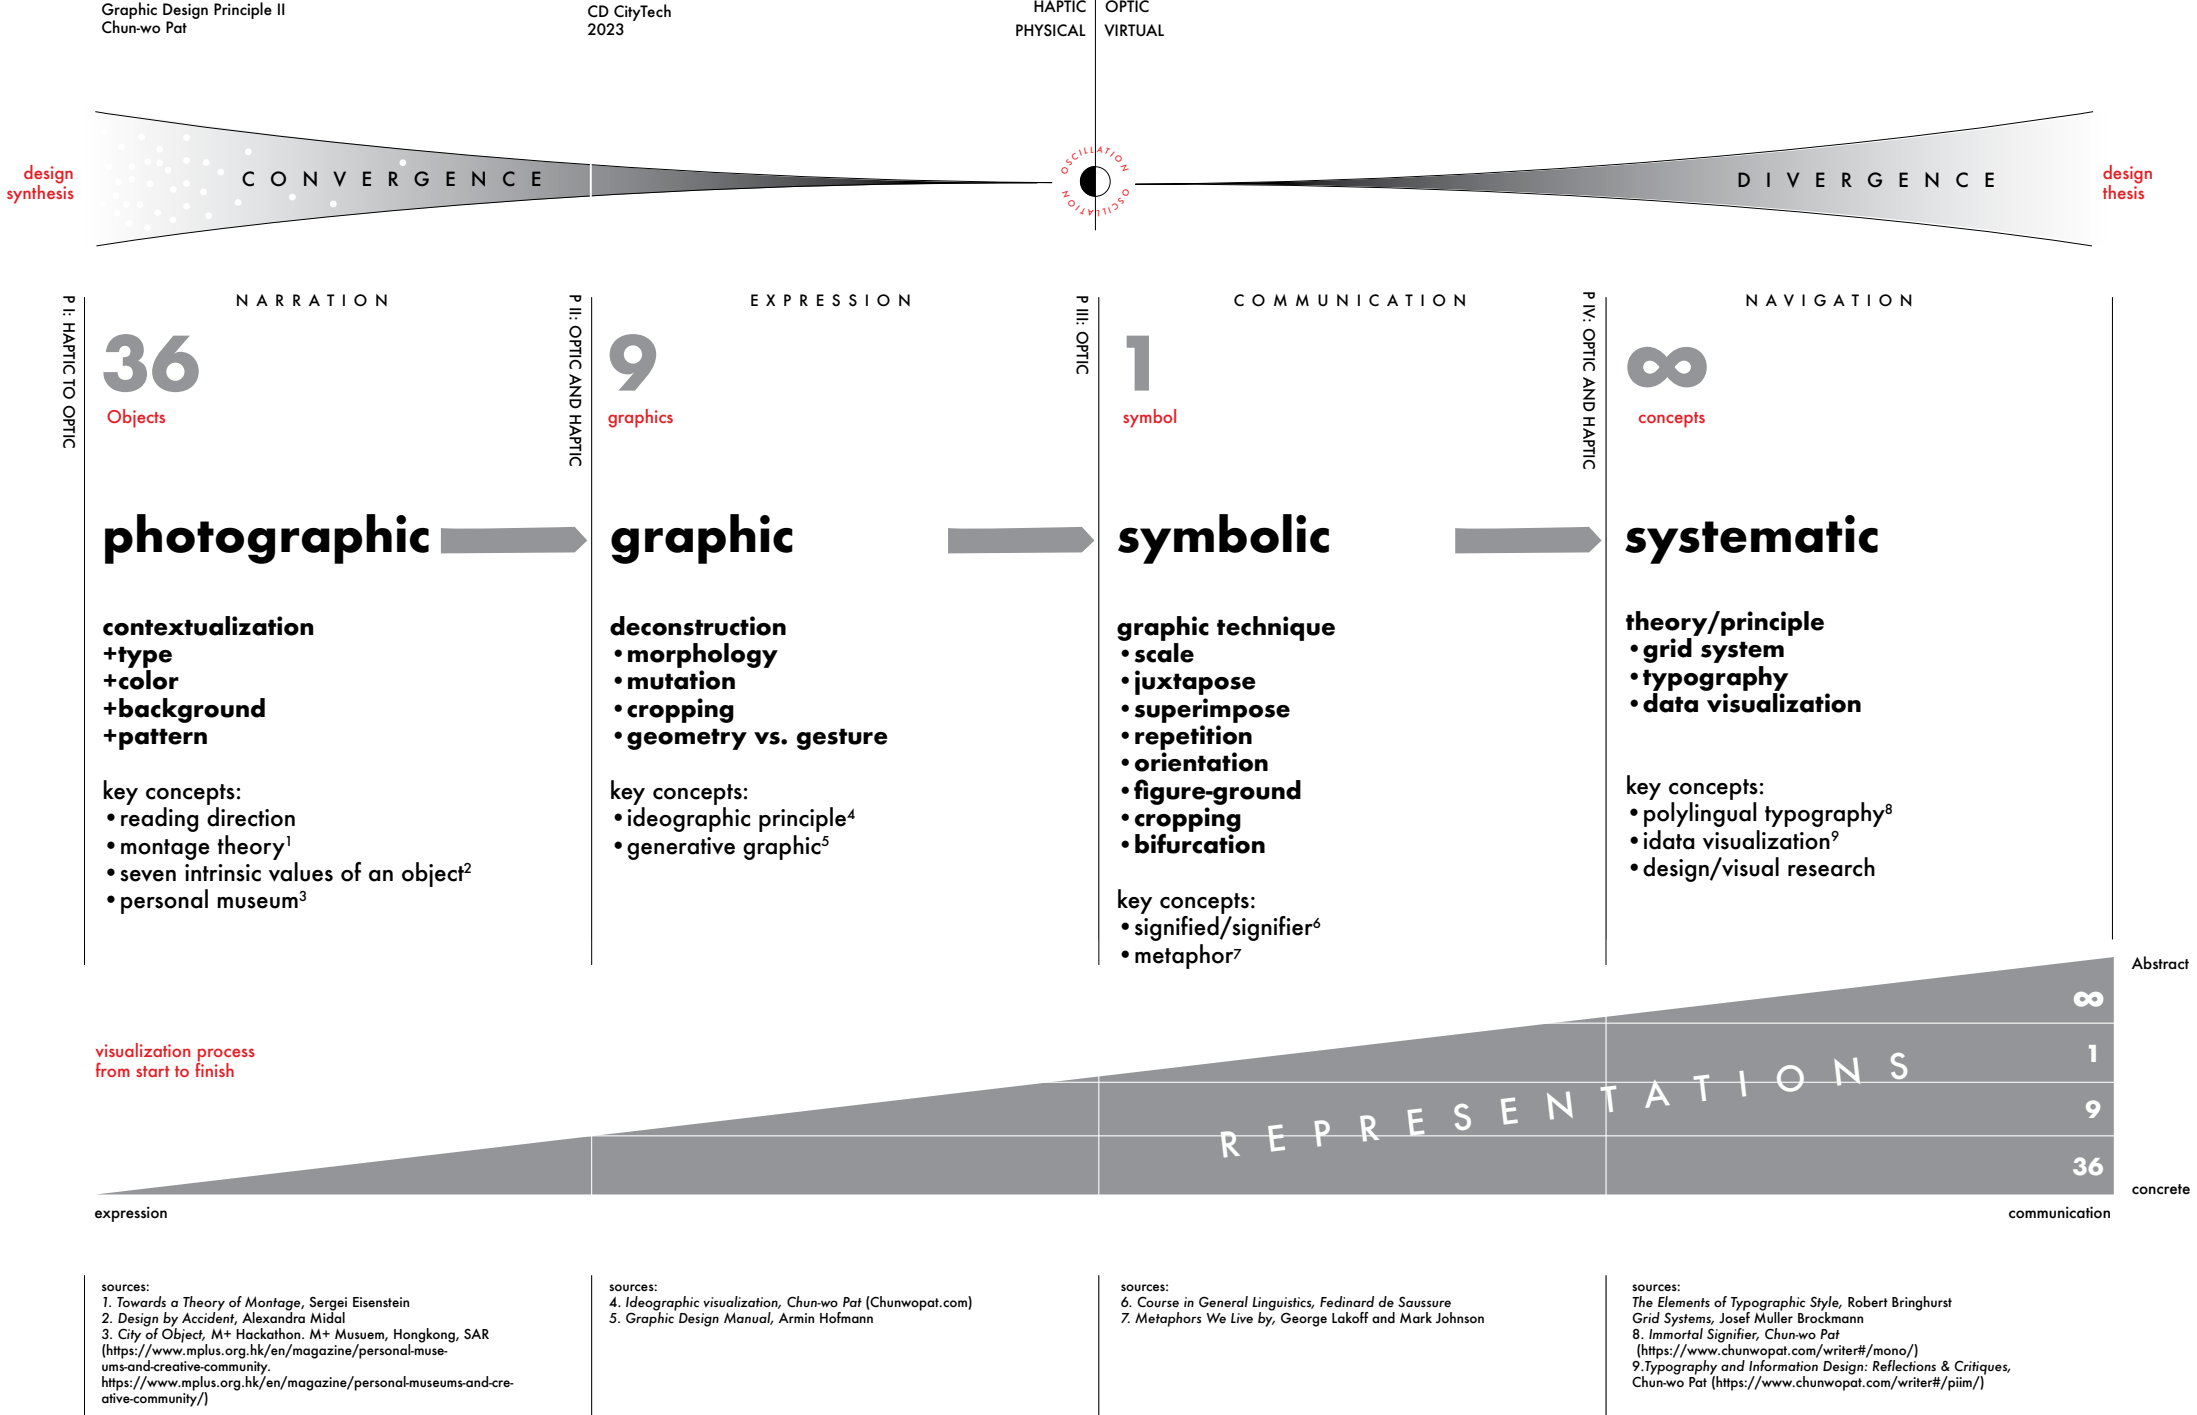 Graphic Design Principle II
Chun-wo Pat
CD CityTech
2023
HAPTIC
OPTIC
PHYSICAL
VIRTUAL
design
synthesis
CONVERGENCE
OSCILLATION OSCILLATION
DIVERGENCE
design
thesis
P I: HAPTIC TO OPTIC
NARRATION
36
Objects
photographic
contextualization
+type
+color
+background
+pattern
key concepts:
•reading direction
•montage theory1
•seven intrinsic values of an object2
•personal museum3
P II: OPTIC AND HAPTIC
EXPRESSION
9
graphics
graphic
deconstruction
•morphology
•mutation
•cropping
•geometry vs. gesture
key concepts:
•ideographic principle4
•generative graphic5
P III: OPTIC
COMMUNICATION
1
symbol
symbolic
graphic technique
•scale
•juxtapose
•superimpose
•repetition
•orientation
•figure-ground
•cropping
•bifurcation
key concepts:
•signified/signifier6
•metaphor7
P IV: OPTIC AND HAPTIC
NAVIGATION
∞
concepts
systematic
theory/principle
•grid system
•typography
•data visualization
key concepts:
•polylingual typography8
•idata visualization9
•design/visual research
visualization process
from start to finish
REPRESENTATIONS
Abstract
∞
1
9
36
concrete
expression
communication
sources:
1. Towards a Theory of Montage, Sergei Eisenstein
2. Design by Accident, Alexandra Midal
3. City of Object, M+ Hackathon. M+ Musuem, Hongkong, SAR
(https://www.mplus.org.hk/en/magazine/personal-muse-
ums-and-creative-community.
https://www.mplus.org.hk/en/magazine/personal-museums-and-cre-
ative-community/)
sources:
4. Ideographic visualization, Chun-wo Pat (Chunwopat.com)
5. Graphic Design Manual, Armin Hofmann
sources:
6. Course in General Linguistics, Fedinard de Saussure
7. Metaphors We Live by, George Lakoff and Mark Johnson
sources:
The Elements of Typographic Style, Robert Bringhurst
Grid Systems, Josef Muller Brockmann
8. Immortal Signifier, Chun-wo Pat
(https://www.chunwopat.com/writer#/mono/)
9.Typography and Information Design: Reflections & Critiques,
Chun-wo Pat (https://www.chunwopat.com/writer#/piim/)